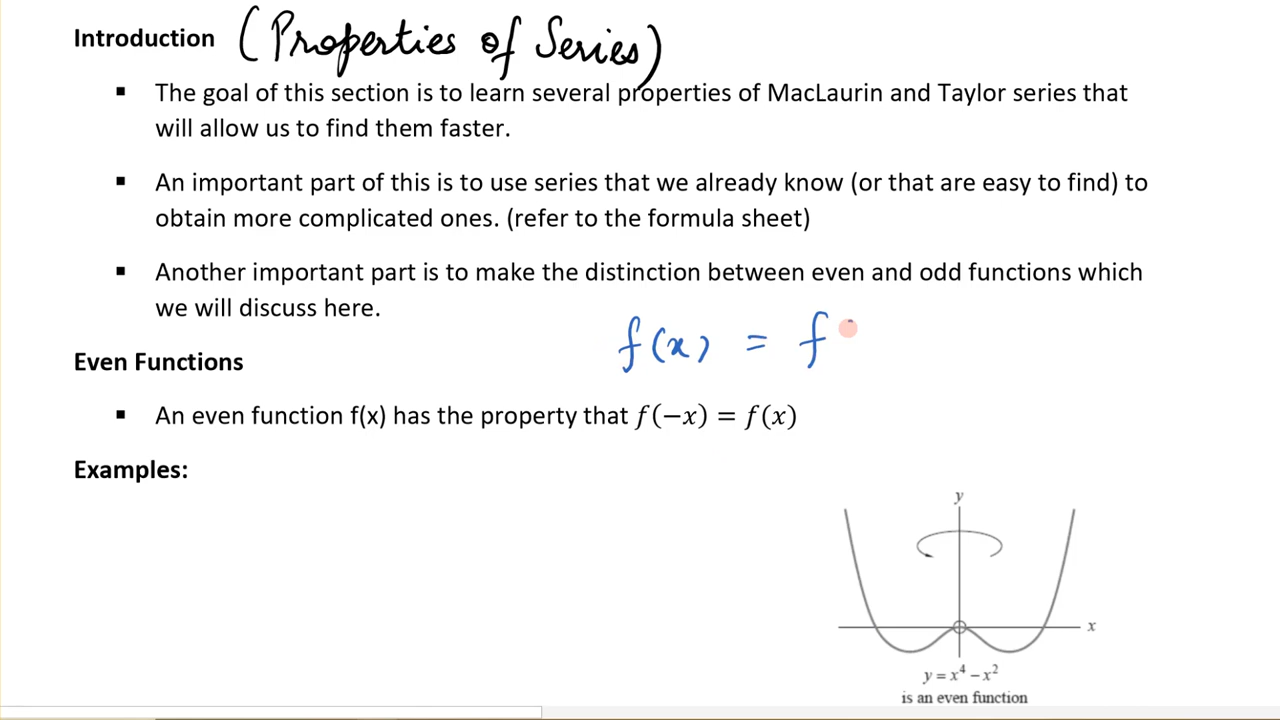 Introduction (Properties of Series)
▪ The goal of this section is to learn several properties of MacLaurin and Taylor series that
will allow us to find them faster.
▪ An important part of this is to use series that we already know (or that are easy to find) to
obtain more complicated ones. (refer to the formula sheet)
▪ Another important part is to make the distinction between even and odd functions which
we will discuss here.
f(x) = f
Even Functions
▪ An even function f(x) has the property that f(−x) = f(x)
Examples:
y
x
y = x⁴ – x²
is an even function